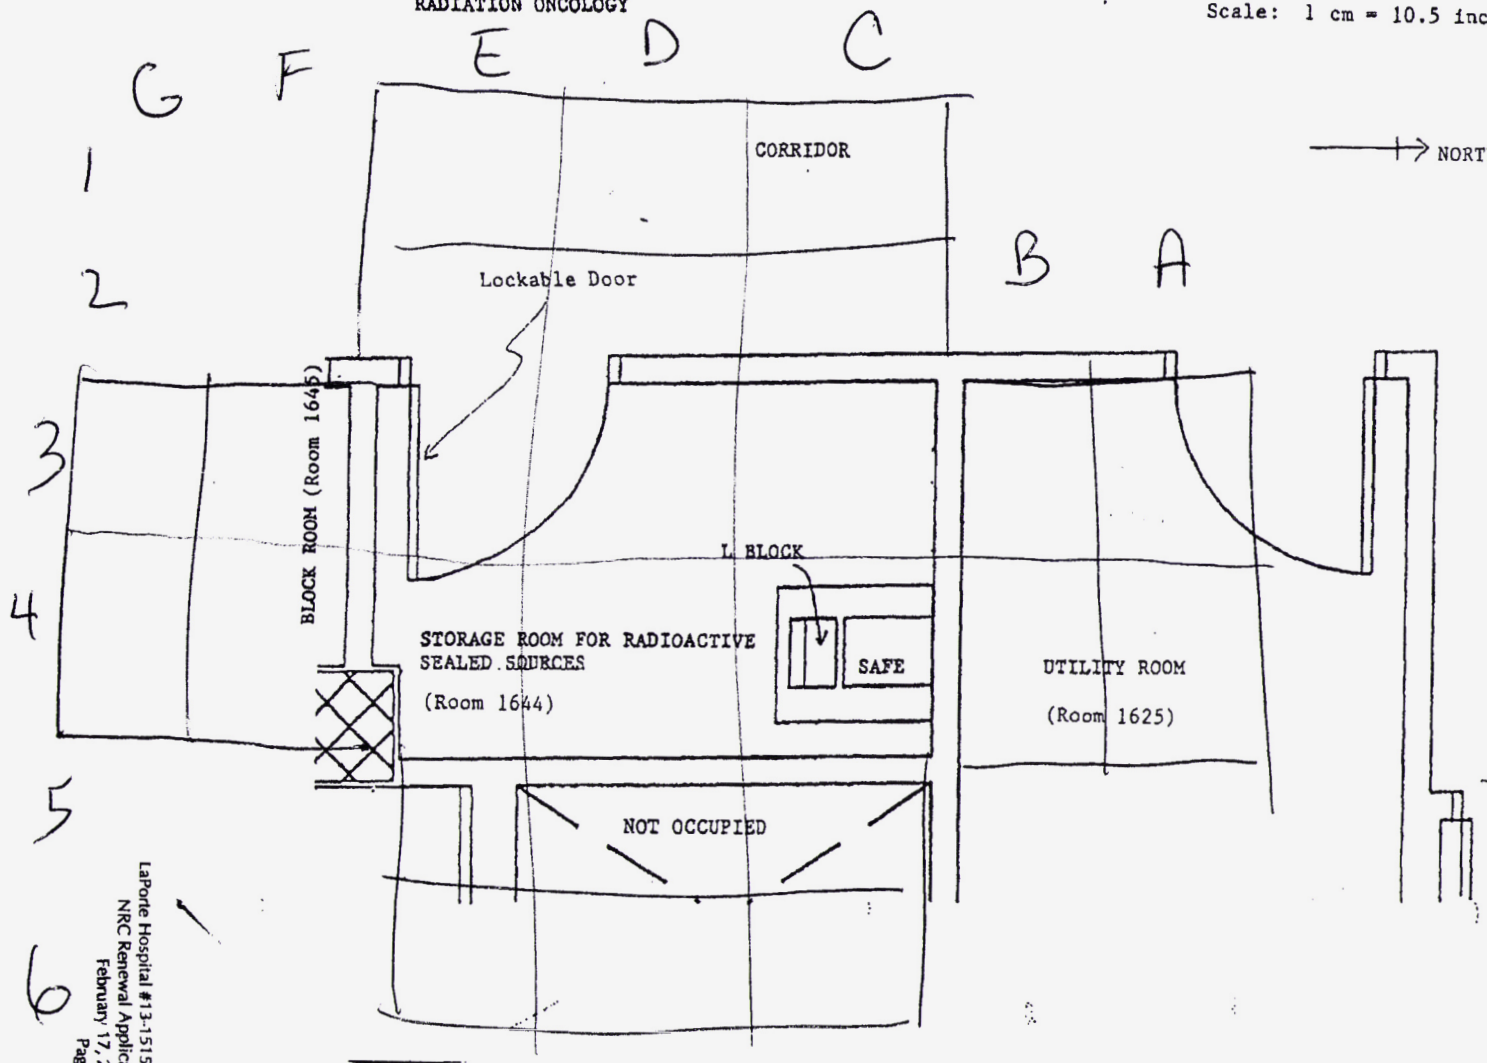 RADIATION ONCOLOGY
Scale: 1 cm = 10.5 inc
G F E D C
1
CORRIDOR
NORT
B A
2
Lockable Door
BLOCK ROOM (Room 1645)
3
L BLOCK
4
STORAGE ROOM FOR RADIOACTIVE
SEALED SOURCES
(Room 1644)
SAFE
UTILITY ROOM
(Room 1625)
5
NOT OCCUPIED
6
LaPorte Hospital #13-1515
NRC Renewal Applic
February 17, 2
Pag